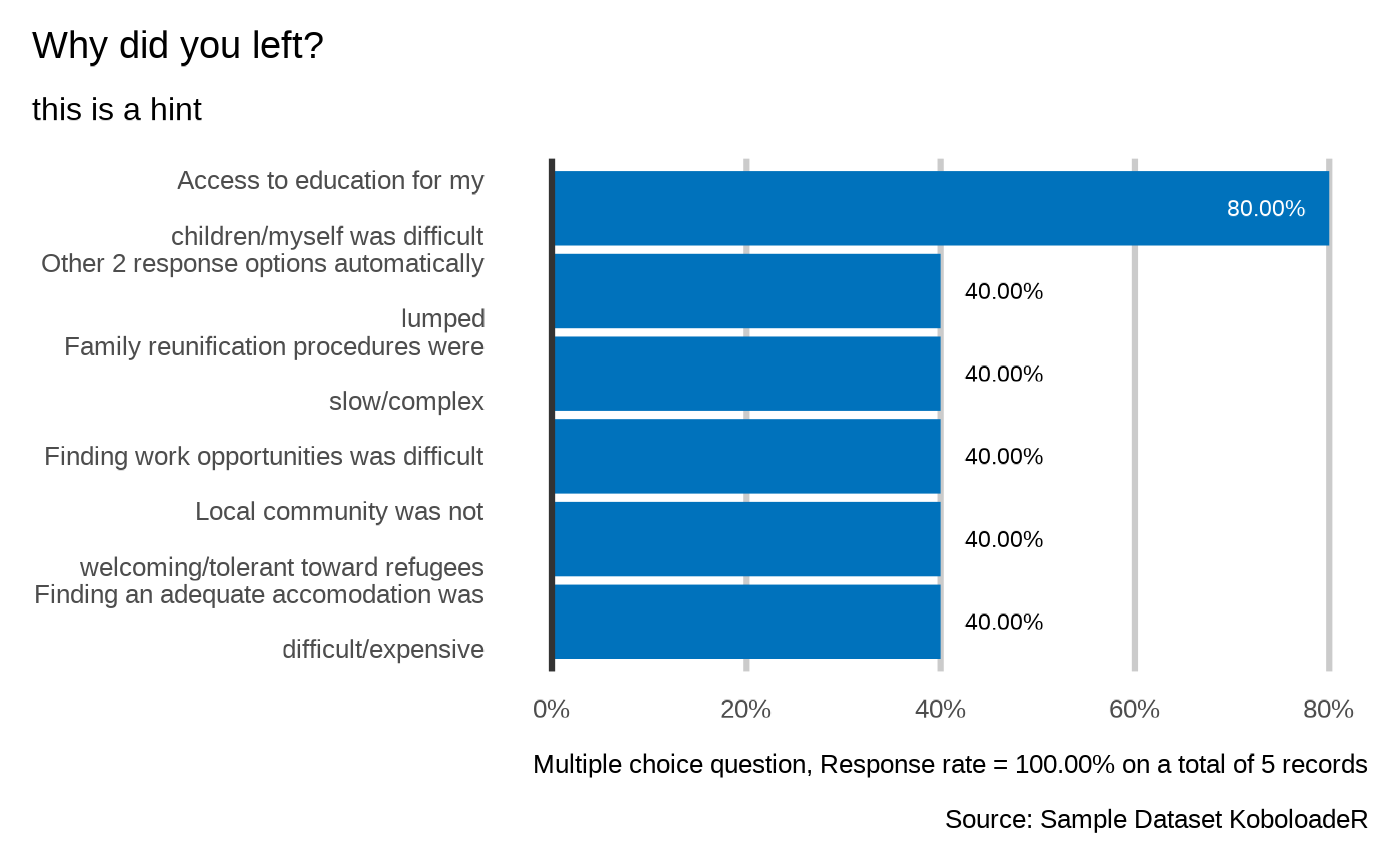 Why did you left?
this is a hint
Access to education for my
children/myself was difficult
80.00%
Other 2 response options automatically
lumped
40.00%
Family reunification procedures were
slow/complex
40.00%
Finding work opportunities was difficult
40.00%
Local community was not
welcoming/tolerant toward refugees
40.00%
Finding an adequate accomodation was
difficult/expensive
40.00%
0% 20% 40% 60% 80%
Multiple choice question, Response rate = 100.00% on a total of 5 records
Source: Sample Dataset KoboloadeR